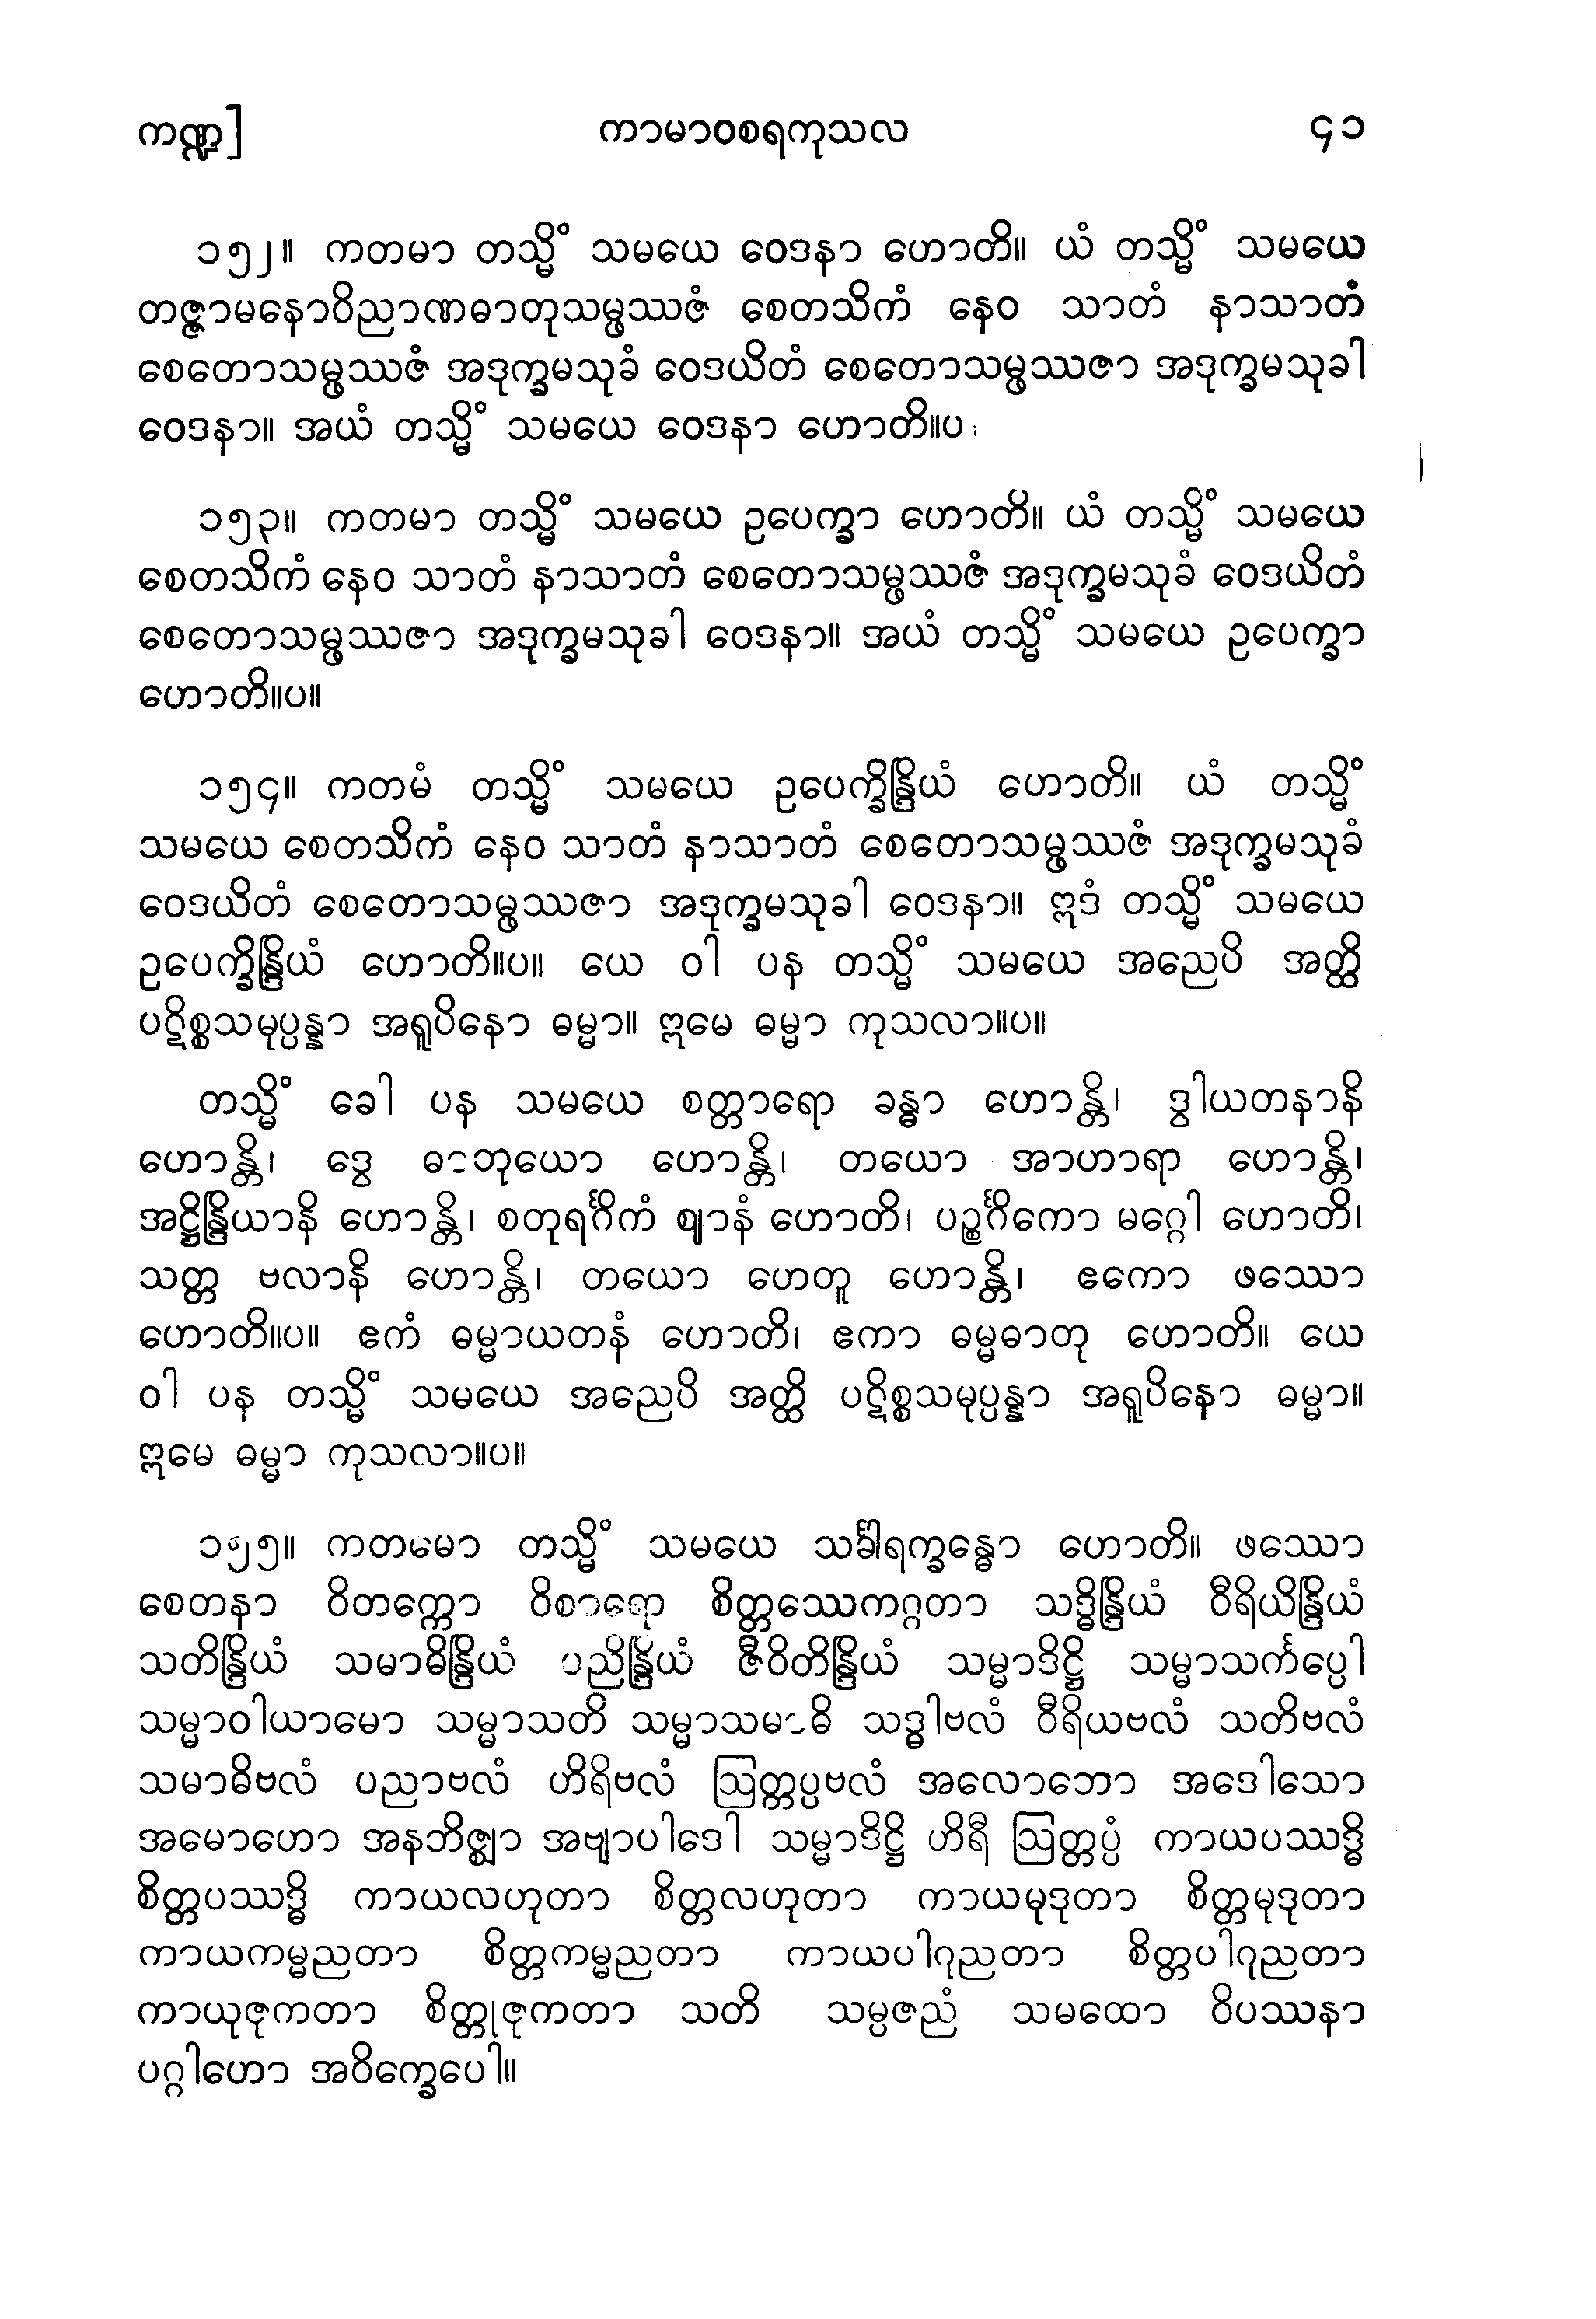 ကဏ္ဍ] ကာမာဝစရကုသလ ၄၁
၁၅၂။ ကတမာ တသ္မိံ သမယေ ဝေဒနာ ဟောတိ။ ယံ တသ္မိံ သမယေ
တဇ္ဇာမနောဝိညာဏဓာတုသမ္ဖဿဇံ စေတသိကံ နေဝ သာတံ နာသာတံ
စေတောသမ္ဖဿဇံ အဒုက္ခမသုခံ ဝေဒယိတံ စေတောသမ္ဖဿဇာ အဒုက္ခမသုခါ
ဝေဒနာ။ အယံ တသ္မိံ သမယေ ဝေဒနာ ဟောတိ။ပ
၁၅၃။ ကတမာ တသ္မိံ သမယေ ဥပေက္ခာ ဟောတိ။ ယံ တသ္မိံ သမယေ
စေတသိကံ နေဝ သာတံ နာသာတံ စေတောသမ္ဖဿဇံ အဒုက္ခမသုခံ ဝေဒယိတံ
စေတောသမ္ဖဿဇာ အဒုက္ခမသုခါ ဝေဒနာ။ အယံ တသ္မိံ သမယေ ဥပေက္ခာ
ဟောတိ။ပ။
၁၅၄။ ကတမံ တသ္မိံ သမယေ ဥပေက္ခိန္ဒြိယံ ဟောတိ။ ယံ တသ္မိံ
သမယေ စေတသိကံ နေဝ သာတံ နာသာတံ စေတောသမ္ဖဿဇံ အဒုက္ခမသုခံ
ဝေဒယိတံ စေတောသမ္ဖဿဇာ အဒုက္ခမသုခါ ဝေဒနာ။ ဣဒံ တသ္မိံ သမယေ
ဥပေက္ခိန္ဒြိယံ ဟောတိ။ပ။ ယေ ဝါ ပန တသ္မိံ သမယေ အညေပိ အတ္ထိ
ပဋိစ္စသမုပ္ပန္နာ အရူပိနော ဓမ္မာ။ ဣမေ ဓမ္မာ ကုသလာ။ပ။
တသ္မိံ ခေါ ပန သမယေ စတ္တာရော ခန္ဓာ ဟောန္တိ၊ ဒွါယတနာနိ
ဟောန္တိ၊ ဒွေ ဓာတုယော ဟောန္တိ၊ တယော အာဟာရာ ဟောန္တိ၊
အဋ္ဌိန္ဒြိယာနိ ဟောန္တိ၊ စတုရင်္ဂိကံ ဈာနံ ဟောတိ၊ ပဉ္စင်္ဂိကော မဂ္ဂေါ ဟောတိ၊
သတ္တ ဗလာနိ ဟောန္တိ၊ တယော ဟေတူ ဟောန္တိ၊ ဧကော ဖဿော
ဟောတိ။ပ။ ဧကံ ဓမ္မာယတနံ ဟောတိ၊ ဧကာ ဓမ္မဓာတု ဟောတိ။ ယေ
ဝါ ပန တသ္မိံ သမယေ အညေပိ အတ္ထိ ပဋိစ္စသမုပ္ပန္နာ အရူပိနော ဓမ္မာ။
ဣမေ ဓမ္မာ ကုသလာ။ပ။
၁၅၅။ ကတမော တသ္မိံ သမယေ သင်္ခါရက္ခန္ဓော ဟောတိ။ ဖဿော
စေတနာ ဝိတက္ကော ဝိစာရော စိတ္တဿေကဂ္ဂတာ သဒ္ဓိန္ဒြိယံ ဝီရိယိန္ဒြိယံ
သတိန္ဒြိယံ သမာဓိန္ဒြိယံ ပညိန္ဒြိယံ ဇီဝိတိန္ဒြိယံ သမ္မာဒိဋ္ဌိ သမ္မာသင်္ကပ္ပေါ
သမ္မာဝါယာမော သမ္မာသတိ သမ္မာသမာဓိ သဒ္ဓါဗလံ ဝီရိယဗလံ သတိဗလံ
သမာဓိဗလံ ပညာဗလံ ဟိရိဗလံ ဩတ္တပ္ပဗလံ အလောဘော အဒေါသော
အမောဟော အနဘိဇ္ဈာ အဗျာပါဒေါ သမ္မာဒိဋ္ဌိ ဟိရီ ဩတ္တပ္ပံ ကာယပဿဒ္ဓိ
စိတ္တပဿဒ္ဓိ ကာယလဟုတာ စိတ္တလဟုတာ ကာယမုဒုတာ စိတ္တမုဒုတာ
ကာယကမ္မညတာ စိတ္တကမ္မညတာ ကာယပါဂုညတာ စိတ္တပါဂုညတာ
ကာယုဇုကတာ စိတ္တုဇုကတာ သတိ သမ္ပဇညံ သမထော ဝိပဿနာ
ပဂ္ဂါဟော အဝိက္ခေပေါ။